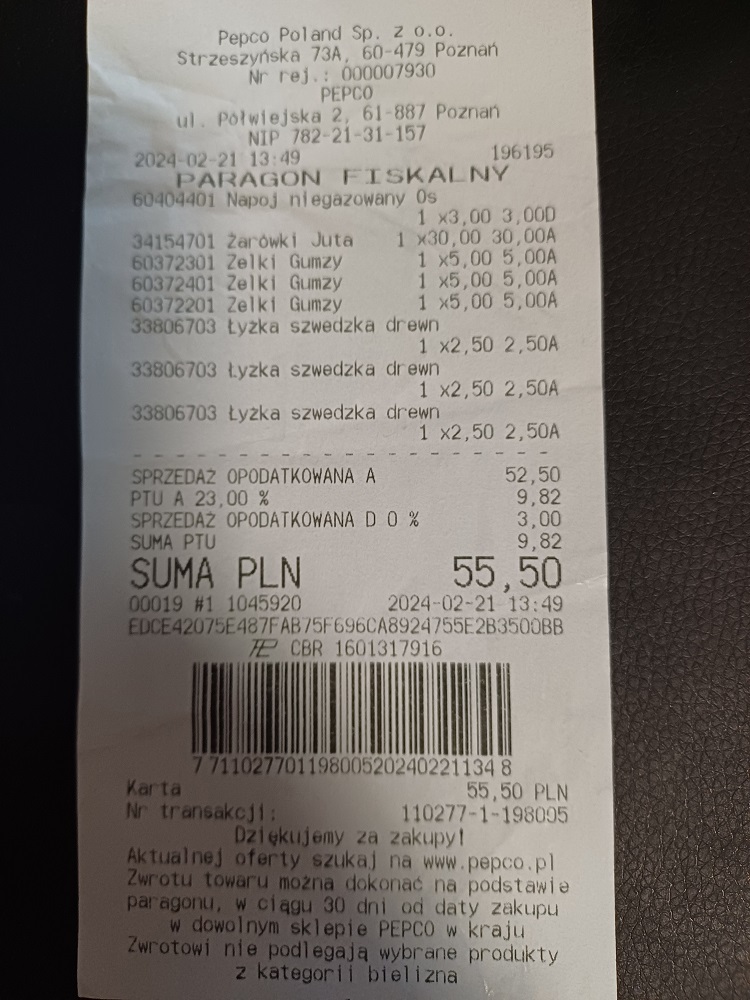 Pepco Poland Sp. z o.o.
Strzeszyńska 73A, 60-479 Poznań
Nr rej.: 000007930
PEPCO
ul. Półwiejska 2, 61-887 Poznań
NIP 782-21-31-157
2024-02-21 13:49 196195
PARAGON FISKALNY
60404401 Napój niegazowany Os
1 x3,00 3,00D
34154701 Żarówki Juta 1 x30,00 30,00A
60372301 Żelki Gumzy 1 x5,00 5,00A
60372401 Żelki Gumzy 1 x5,00 5,00A
60372201 Żelki Gumzy 1 x5,00 5,00A
33806703 Łyżka szwedzka drewn
1 x2,50 2,50A
33806703 Łyżka szwedzka drewn
1 x2,50 2,50A
33806703 Łyżka szwedzka drewn
1 x2,50 2,50A
- - - - - - - - - - - - - - - - - - - -
SPRZEDAŻ OPODATKOWANA A 52,50
PTU A 23,00 % 9,82
SPRZEDAŻ OPODATKOWANA D 0 % 3,00
SUMA PTU 9,82
SUMA PLN 55,50
00019 #1 1045920 2024-02-21 13:49
EDCE42075E487FAB75F696CA8924755E2B3500BB
CBR 1601317916
7 71102770119800520240221134 8
Karta 55,50 PLN
Nr transakcji: 110277-1-198005
Dziękujemy za zakupy!
Aktualnej oferty szukaj na www.pepco.pl
Zwrotu towaru można dokonać na podstawie
paragonu, w ciągu 30 dni od daty zakupu
w dowolnym sklepie PEPCO w kraju
Zwrotowi nie podlegają wybrane produkty
z kategorii bielizna